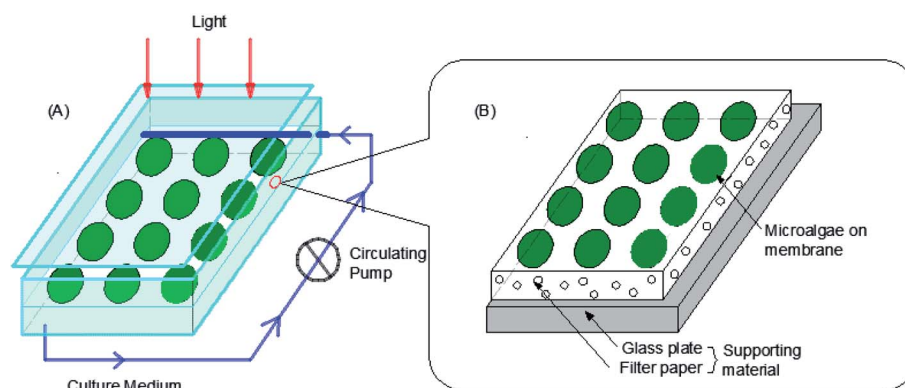 Light
(A)
(B)
Circulating
Pump
Microalgae on
membrane
Glass plate
Filter paper
Supporting
material
Culture Medium